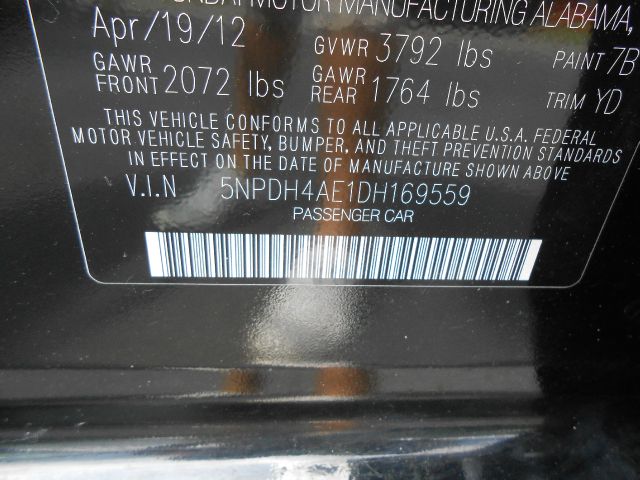 MOTOR MANUFACTURING ALABAMA,
Apr/19/12 GVWR 3792 lbs PAINT 7B
GAWR FRONT 2072 lbs GAWR REAR 1764 lbs TRIM YD
THIS VEHICLE CONFORMS TO ALL APPLICABLE U.S.A. FEDERAL
MOTOR VEHICLE SAFETY, BUMPER, AND THEFT PREVENTION STANDARDS
IN EFFECT ON THE DATE OF MANUFACTURE SHOWN ABOVE
V.I.N 5NPDH4AE1DH169559
PASSENGER CAR